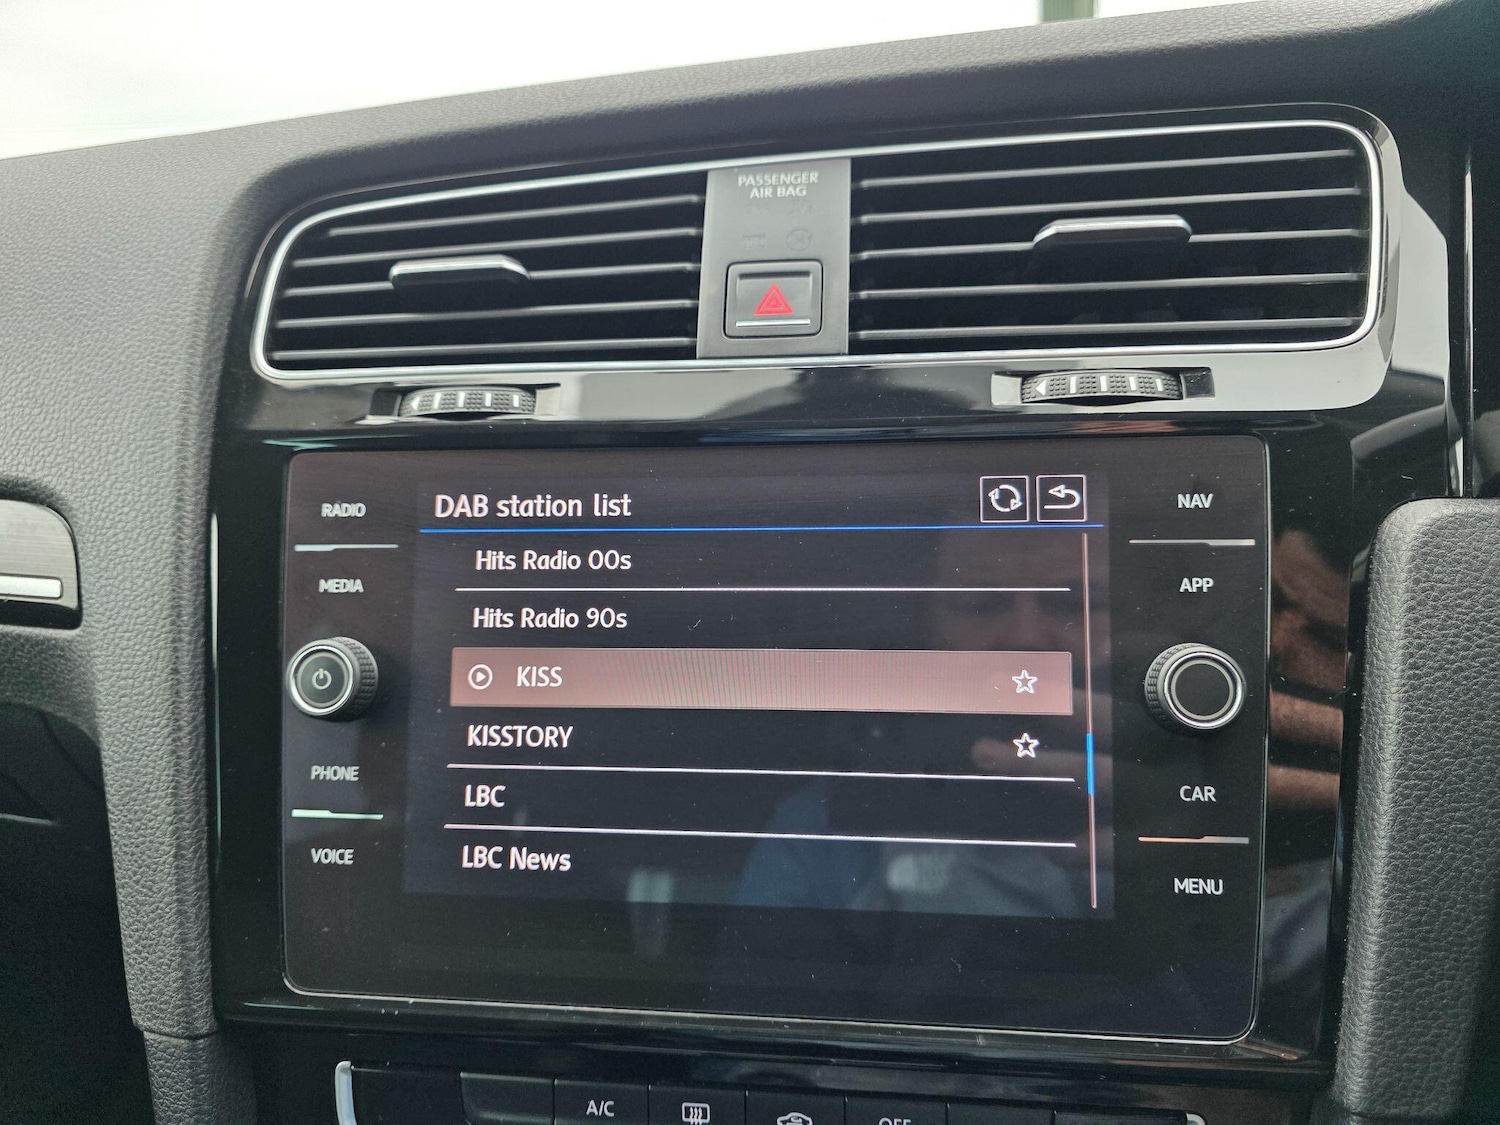 PASSENGER
AIR BAG
RADIO
MEDIA
PHONE
VOICE
DAB station list
Hits Radio 00s
Hits Radio 90s
KISS
KISSTORY
LBC
LBC News
NAV
APP
CAR
MENU
A/C
OFF